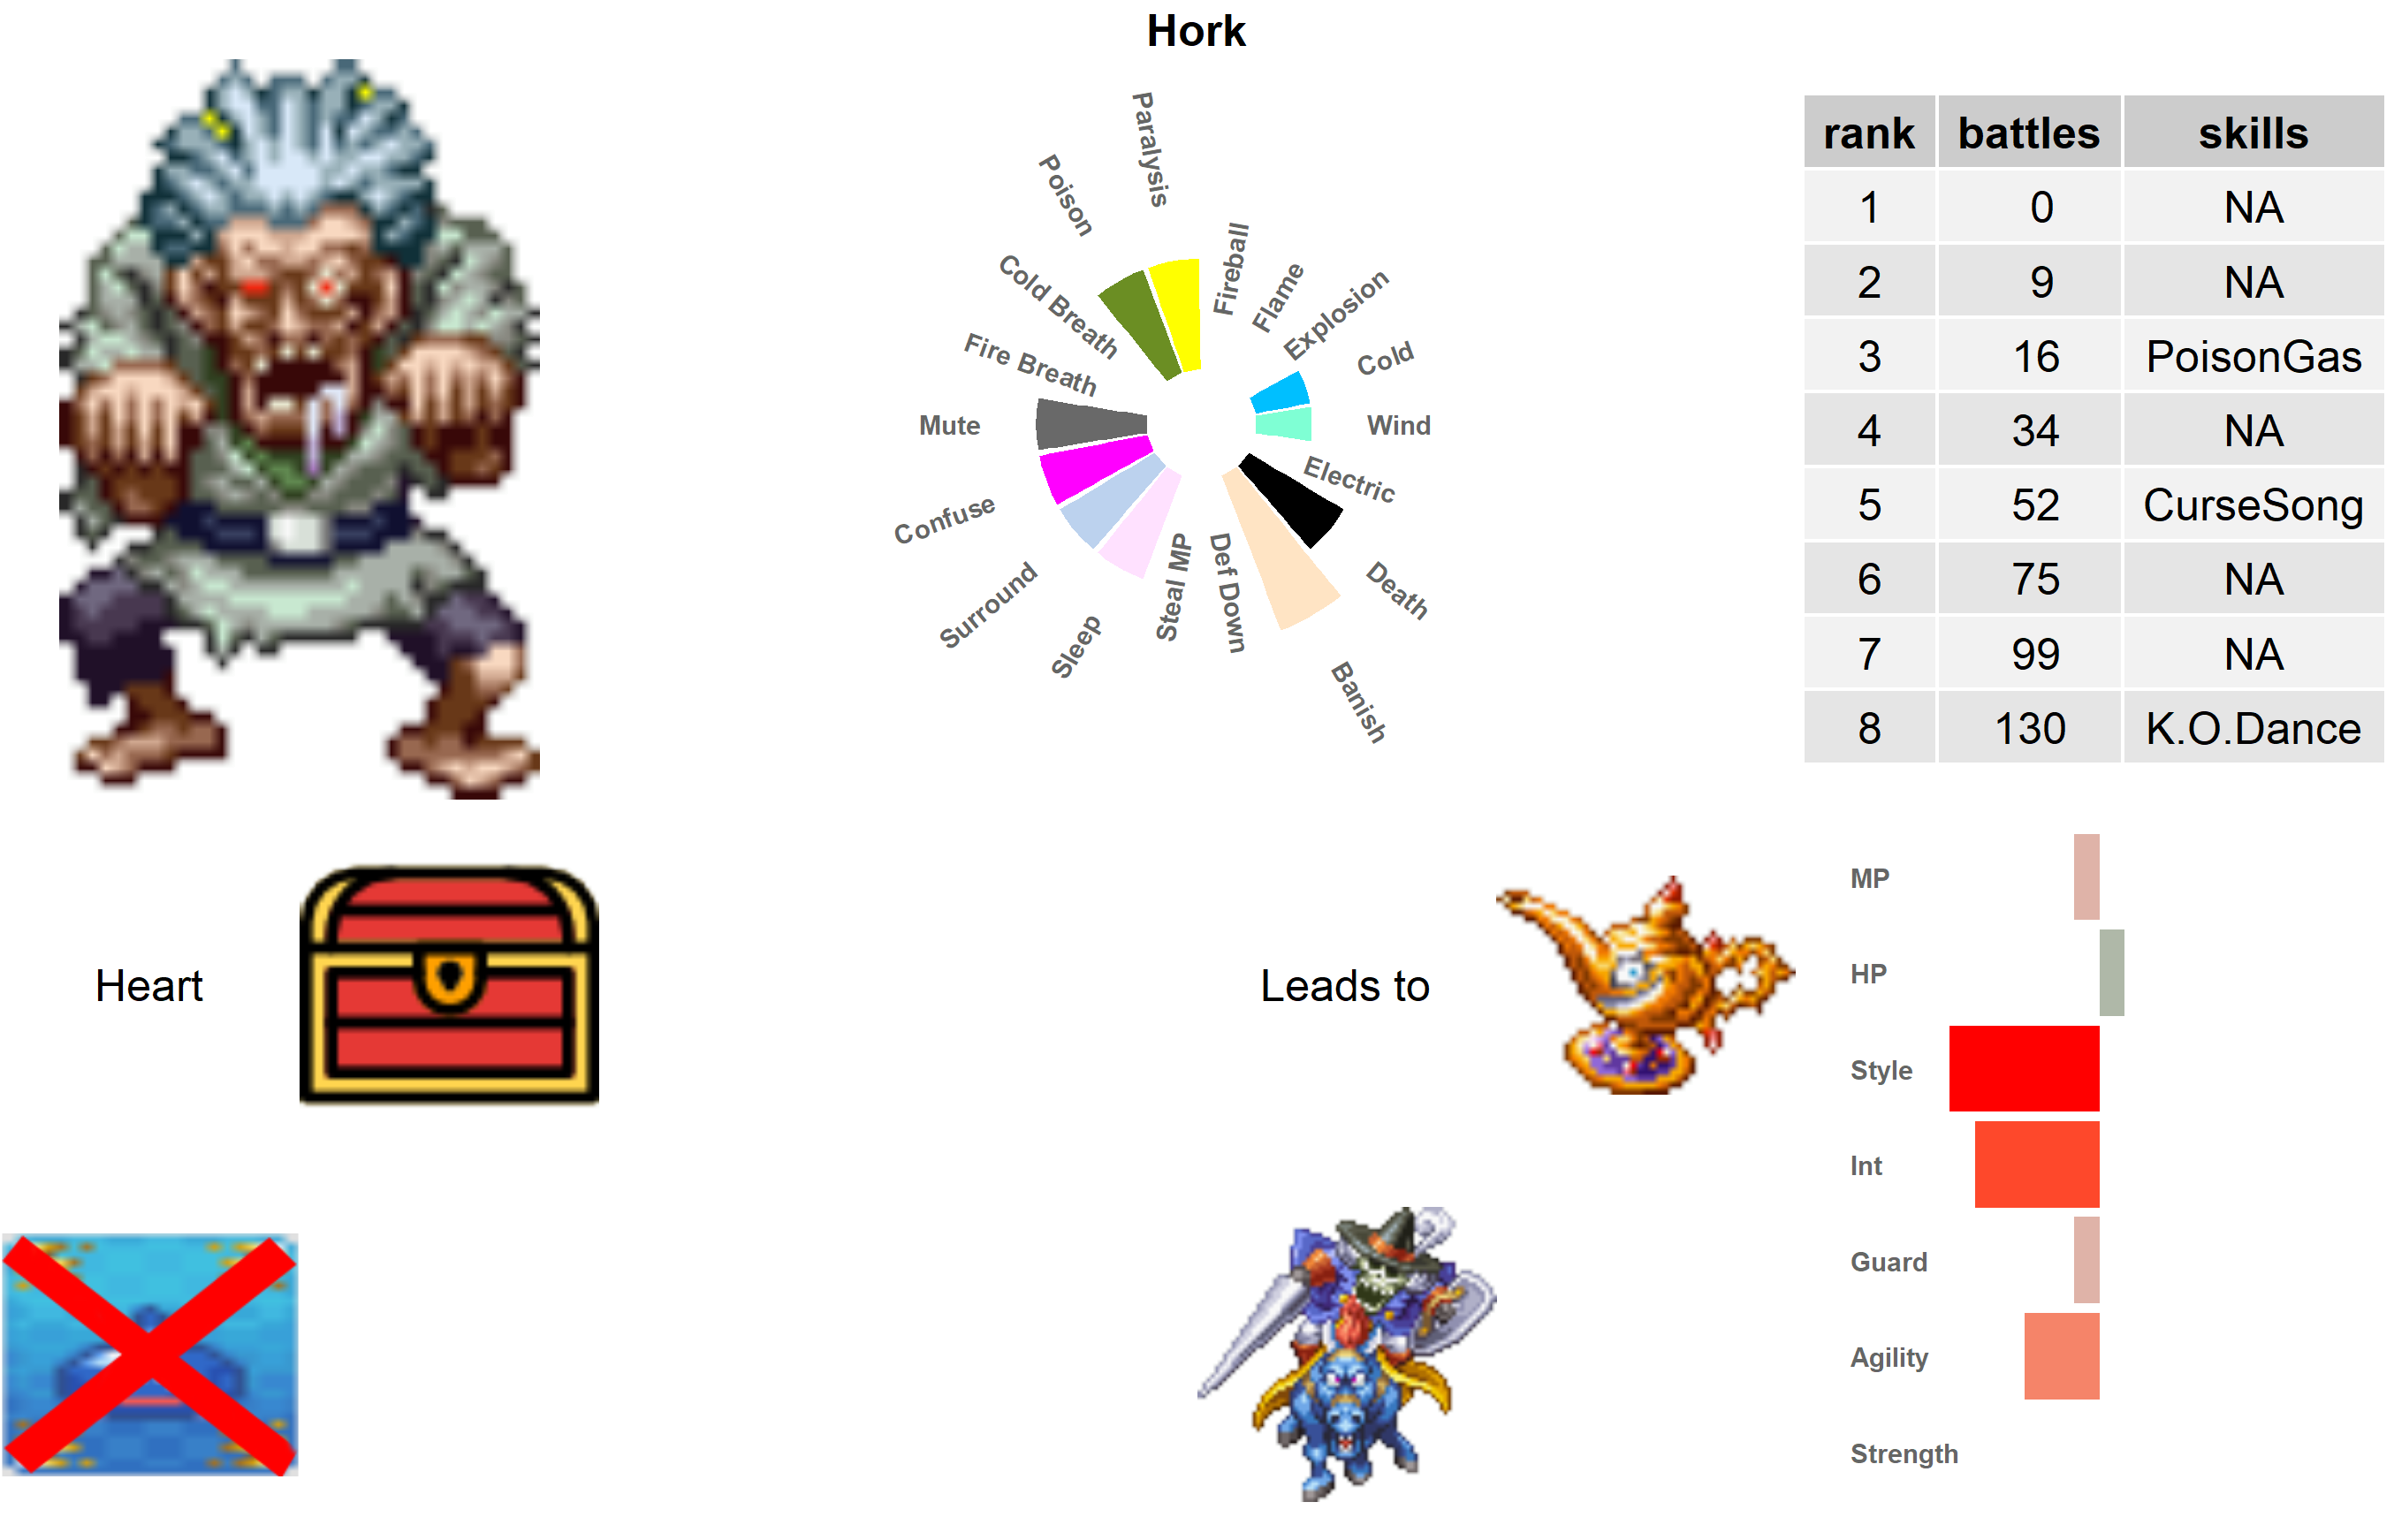 Hork
Paralysis
Poison
Cold Breath
Fire Breath
Mute
Confuse
Surround
Sleep
Steal MP
Def Down
Banish
Death
Electric
Wind
Cold
Explosion
Flame
Fireball
rank battles skills
1 0 NA
2 9 NA
3 16 PoisonGas
4 34 NA
5 52 CurseSong
6 75 NA
7 99 NA
8 130 K.O.Dance
Heart
Leads to
MP
HP
Style
Int
Guard
Agility
Strength